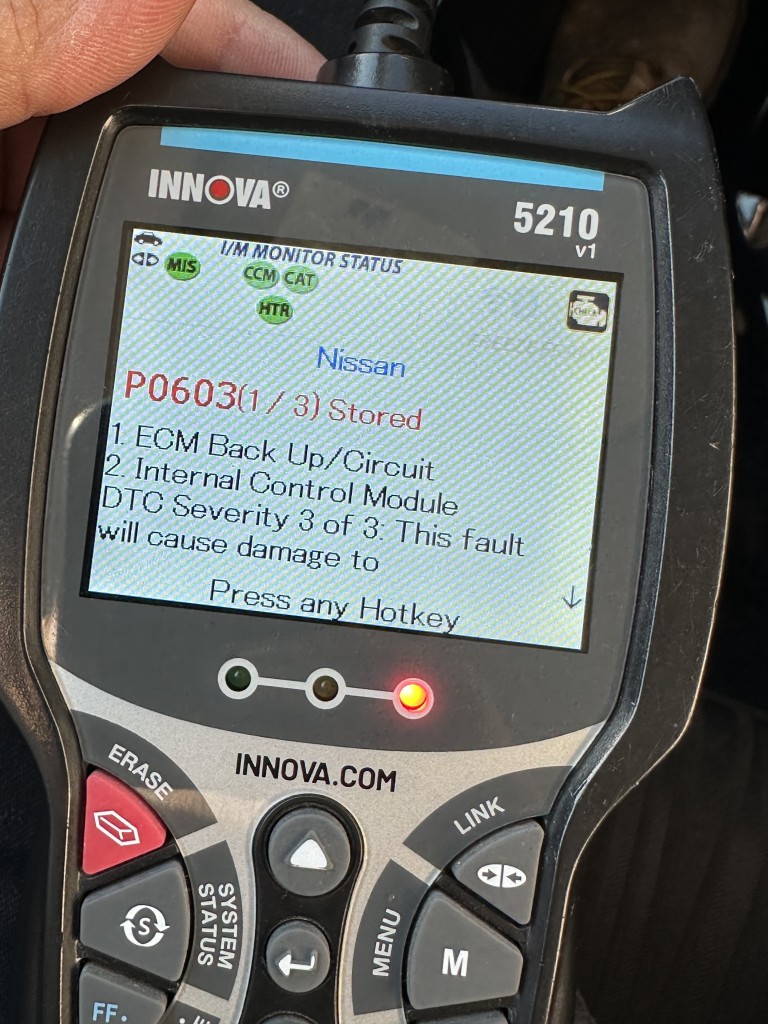 INNOVA®
5210
v1
I/M MONITOR STATUS
MIS
CCM CAT
HTR
CHECK
Nissan
P0603(1/3) Stored
1. ECM Back Up/Circuit
2. Internal Control Module
DTC Severity 3 of 3: This fault
will cause damage to
Press any Hotkey
INNOVA.COM
ERASE
LINK
SYSTEM
STATUS
S
MENU
M
FF